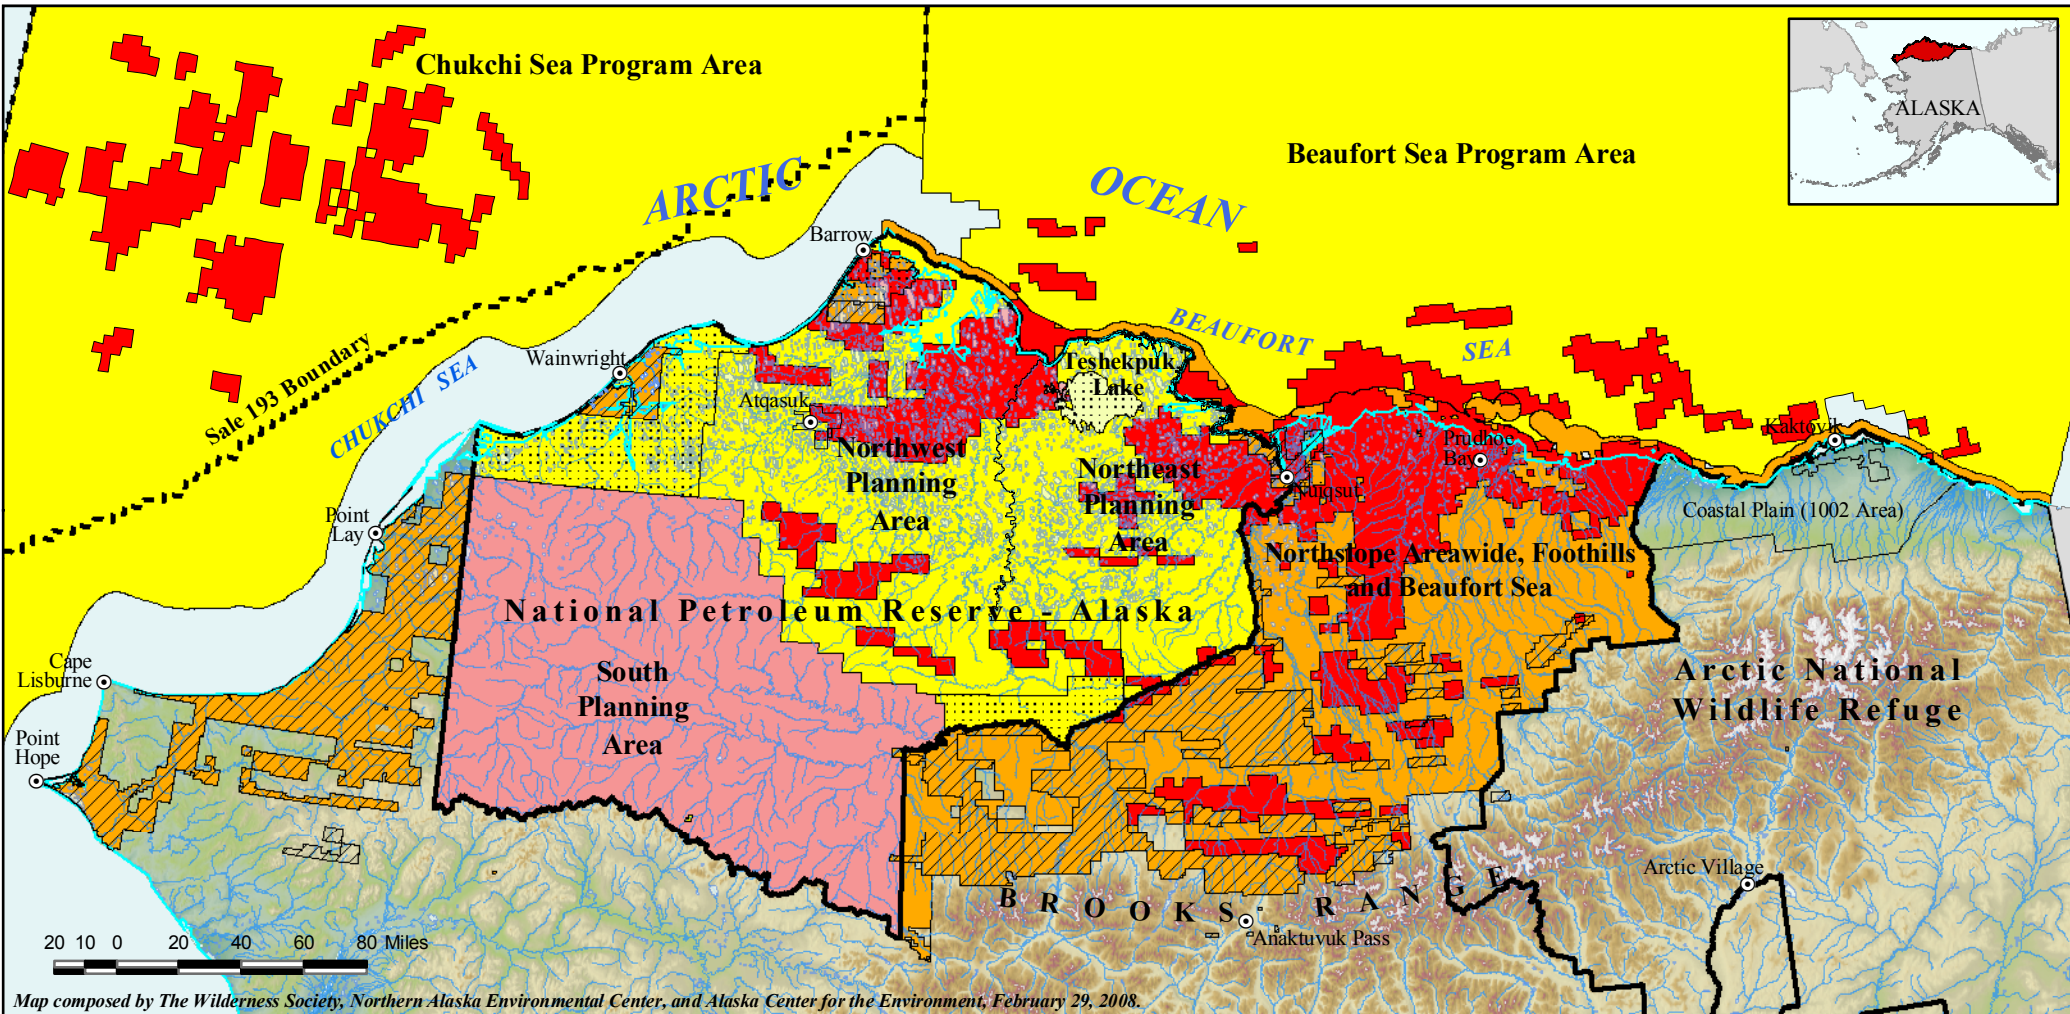 Chukchi Sea Program Area
ALASKA
Beaufort Sea Program Area
ARCTIC
OCEAN
Barrow
BEAUFORT
SEA
Sale 193 Boundary
CHUKCHI SEA
Wainwright
Teshekpuk
Lake
Atqasuk
Kaktovik
Prudhoe
Bay
Northwest
Planning
Area
Northeast
Planning
Area
Nuiqsut
Coastal Plain (1002 Area)
Point
Lay
Northslope Areawide, Foothills
and Beaufort Sea
National Petroleum Reserve - Alaska
Cape
Lisburne
South
Planning
Area
Arctic National
Wildlife Refuge
Point
Hope
Arctic Village
BROOKS RANGE
Anaktuvuk Pass
20 10 0 20 40 60 80 Miles
Map composed by The Wilderness Society, Northern Alaska Environmental Center, and Alaska Center for the Environment, February 29, 2008.